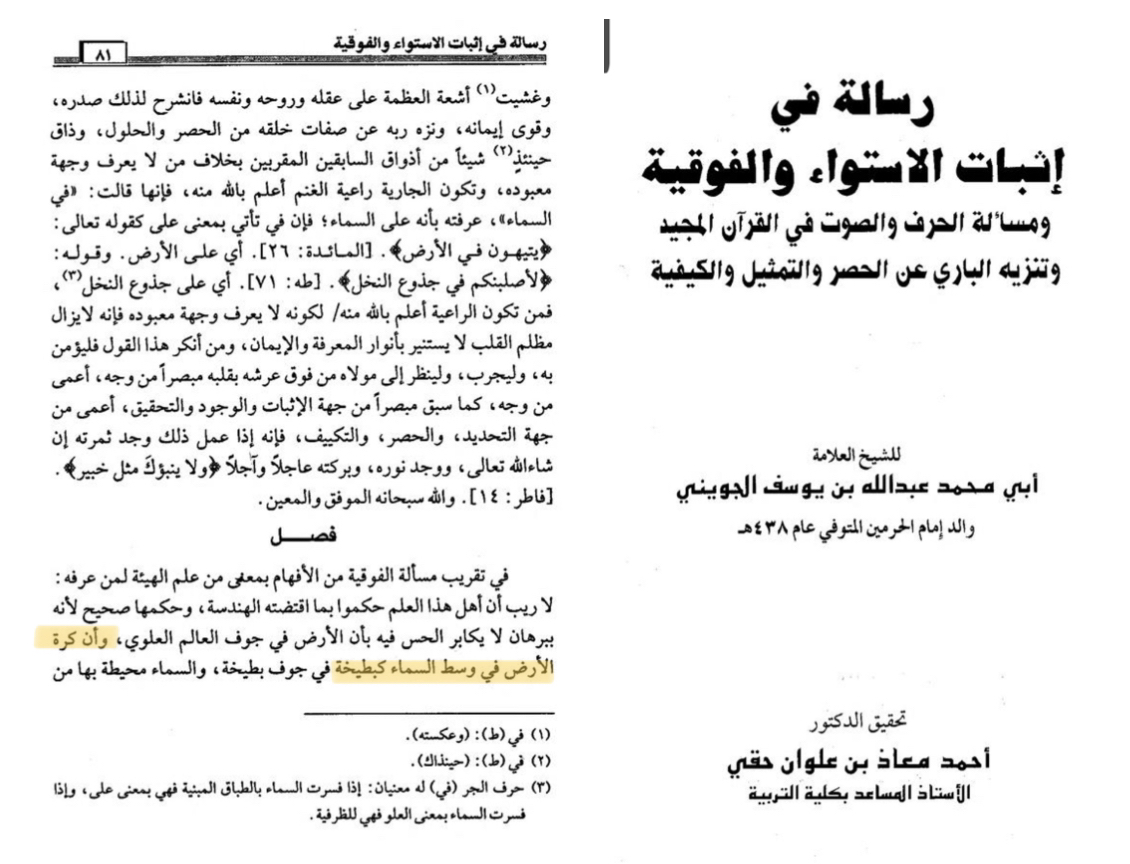 رسالة في
إثبات الاستواء والفوقية
ومسألة الحرف والصوت في القرآن المجيد
وتنزيه الباري عن الحصر والتمثيل والكيفية
للشيخ العلامة
أبي محمد عبدالله بن يوسف الجويني
والد إمام الحرمين المتوفي عام ٤٣٨هـ
تحقيق الدكتور
أحمد معاذ بن علوان حقي
الأستاذ المساعد بكلية التربية
رسالة في إثبات الاستواء والفوقية
٨١
وغشيت(١) أشعة العظمة على عقله وروحه ونفسه فانشرح لذلك صدره،
وقوى إيمانه، ونزه ربه عن صفات خلقه من الحصر والحلول، وذاق
حينئذٍ(٢) شيئاً من أذواق السابقين المقربين بخلاف من لا يعرف وجهة
معبوده، وتكون الجارية راعية الغنم أعلم بالله منه، فإنها قالت: «في
السماء»، عرفته بأنه على السماء؛ فإن في تأتي بمعنى على كقوله تعالى:
﴿يتيهون في الأرض﴾. [المائدة: ٢٦]. أي على الأرض. وقوله:
﴿لأصلبنكم في جذوع النخل﴾. [طه: ٧١]. أي على جذوع النخل(٣)،
فمن تكون الراعية أعلم بالله منه/ لكونه لا يعرف وجهة معبوده فإنه لايزال
مظلم القلب لا يستنير بأنوار المعرفة والإيمان، ومن أنكر هذا القول فليؤمن
به، وليجرب، ولينظر إلى مولاه من فوق عرشه بقلبه مبصراً من وجه، أعمى
من وجه، كما سبق مبصراً من جهة الإثبات والوجود والتحقيق، أعمى من
جهة التحديد، والحصر، والتكييف، فإنه إذا عمل ذلك وجد ثمرته إن
شاءالله تعالى، ووجد نوره، وبركته عاجلاً وآجلاً ﴿ولا ينبؤكَ مثل خبير﴾.
[فاطر: ١٤]. والله سبحانه الموفق والمعين.
فصــــل
في تقريب مسألة الفوقية من الأفهام بمعنى من علم الهيئة لمن عرفه:
لا ريب أن أهل هذا العلم حكموا بما اقتضته الهندسة، وحكمها صحيح لأنه
ببرهان لا يكابر الحس فيه بأن الأرض في جوف العالم العلوي، وأن كرة
الأرض في وسط السماء كبطيخة في جوف بطيخة، والسماء محيطة بها من
(١) في (ط): (وعكسته).
(٢) في (ط): (حينذاك).
(٣) حرف الجر (في) له معنيان: إذا فسرت السماء بالطباق المبنية فهي بمعنى على، وإذا
فسرت السماء بمعنى العلو فهي للظرفية.